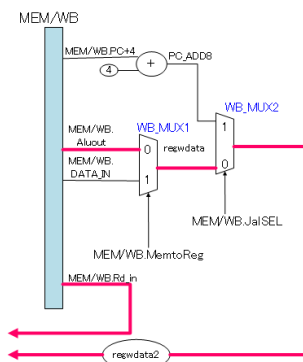 MEM/WB
MEM/WB.PC+4
PC_ADD8
4
+
WB_MUX2
MEM/WB.
Aluout
WB_MUX1
1
0
regwdata
MEM/WB.
DATA_IN
1
0
MEM/WB.JalSEL
MEM/WB.MemtoReg
MEM/WB.Rd_in
regwdata2